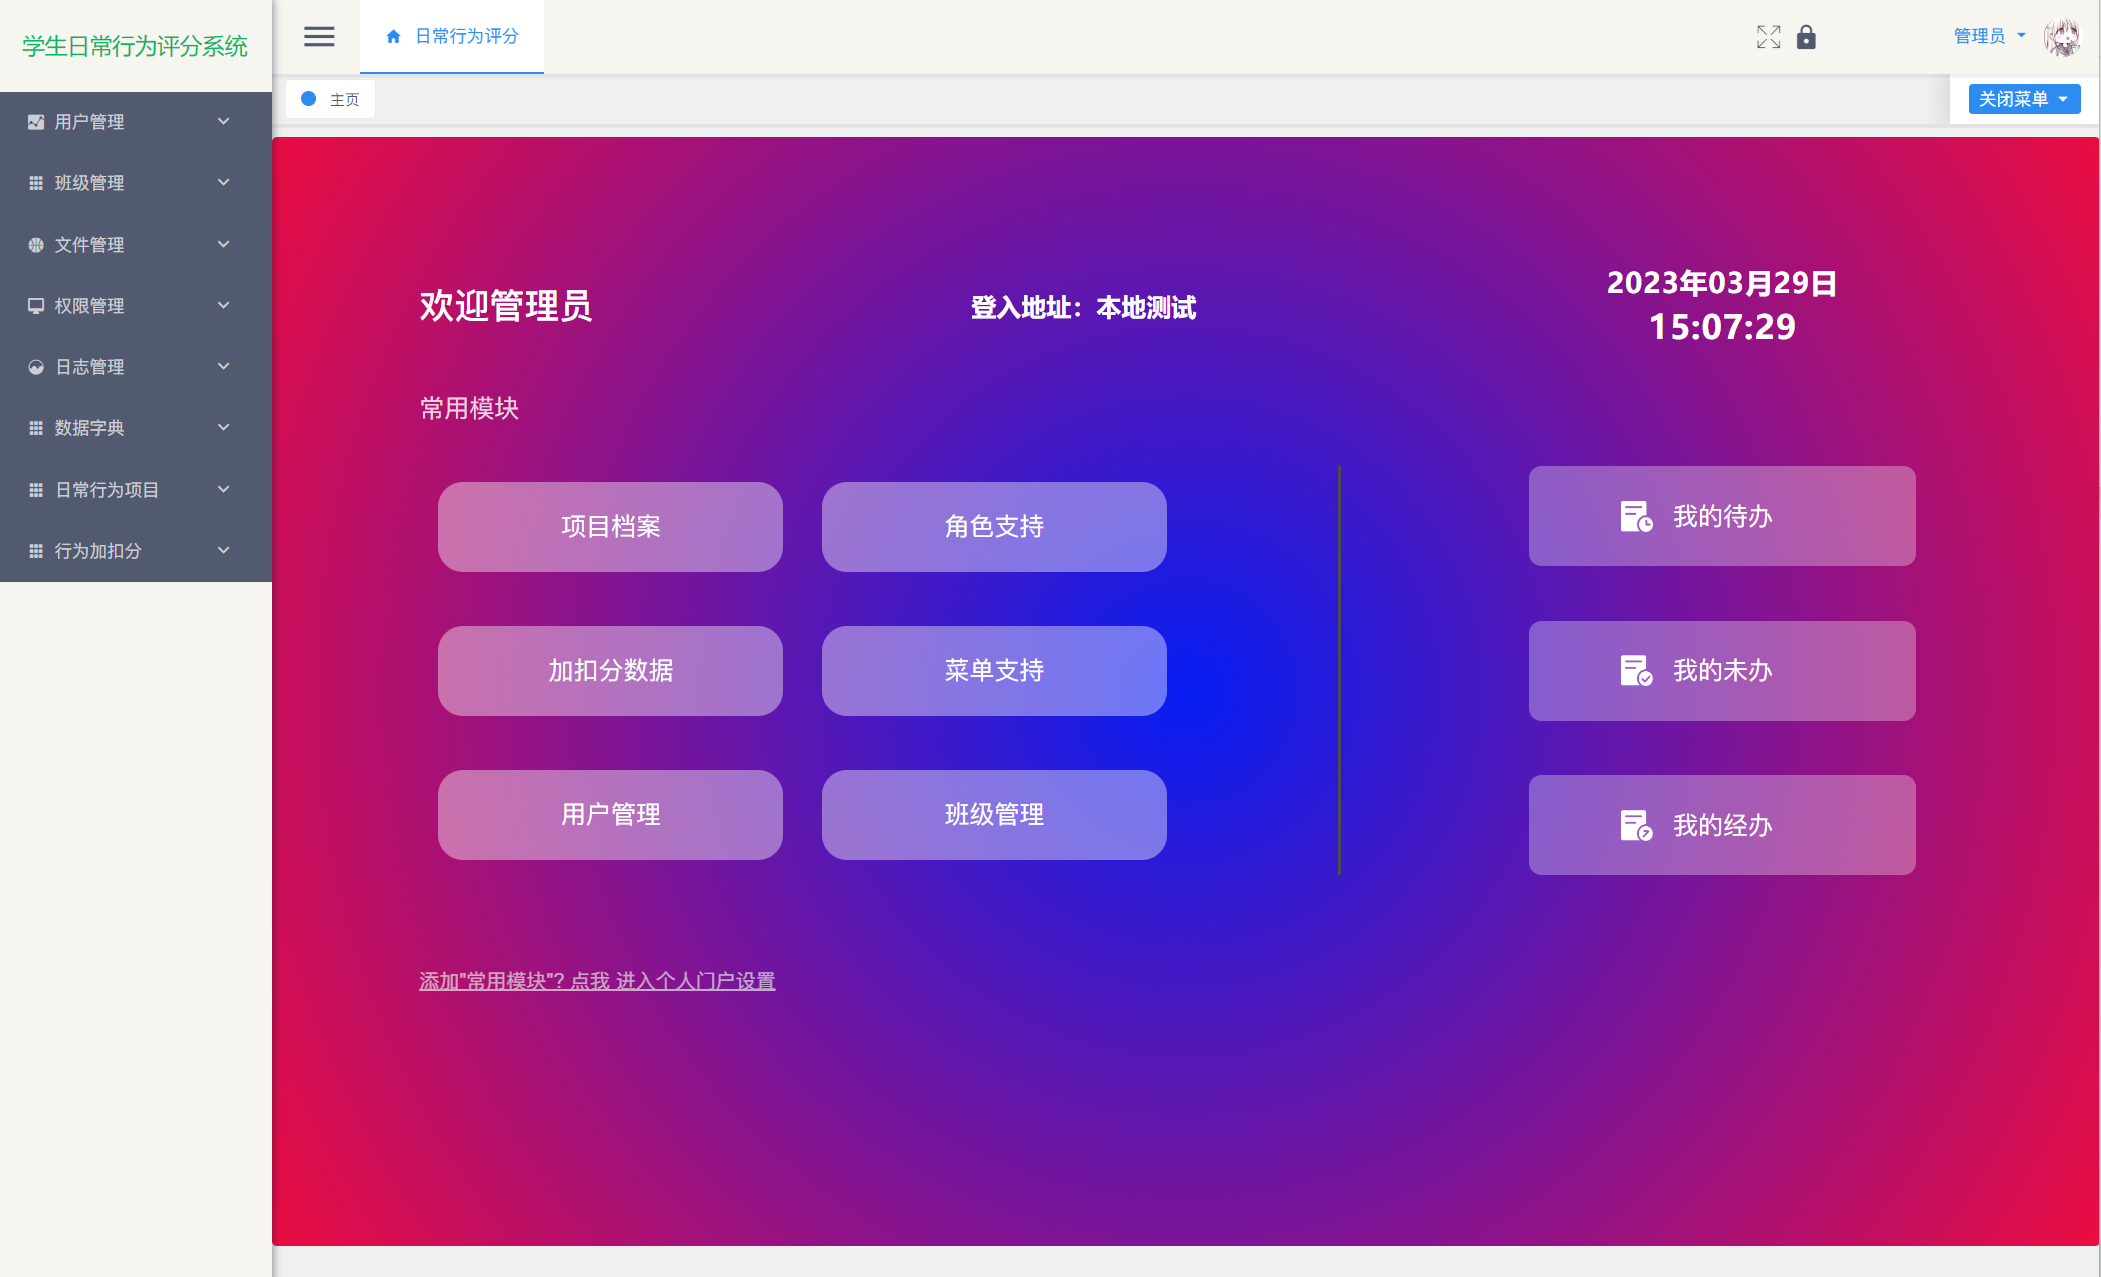 学生日常行为评分系统
日常行为评分
管理员
主页
关闭菜单
用户管理
班级管理
文件管理
权限管理
日志管理
数据字典
日常行为项目
行为加扣分
欢迎管理员
登入地址：本地测试
2023年03月29日
15:07:29
常用模块
项目档案
角色支持
加扣分数据
菜单支持
用户管理
班级管理
我的待办
我的未办
我的经办
添加"常用模块"? 点我 进入个人门户设置